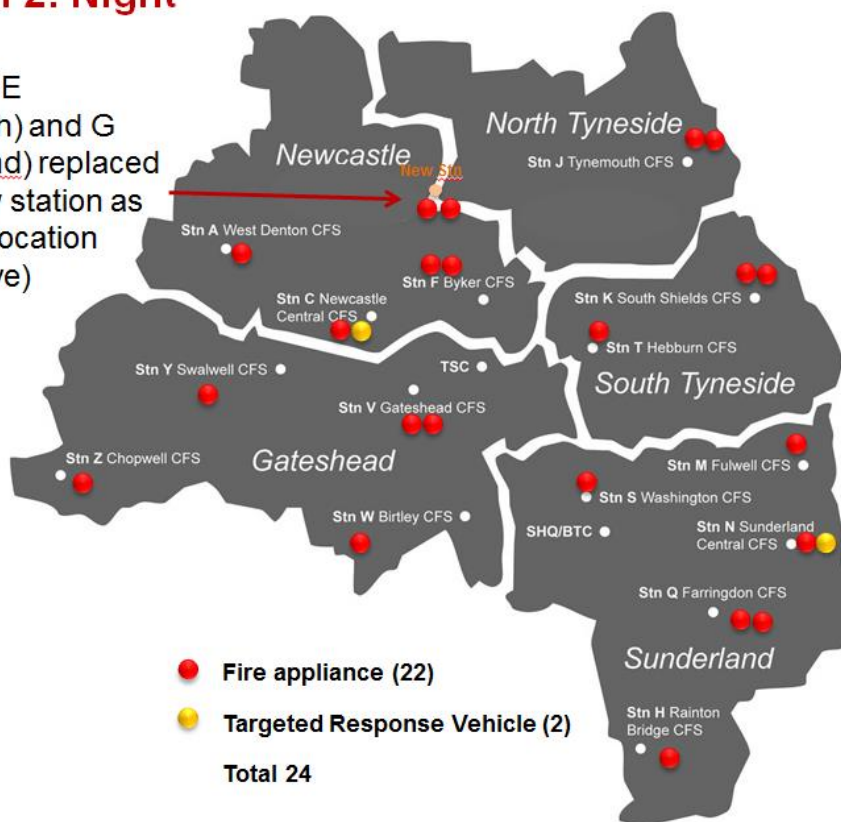 2: Night
E
h) and G
nd) replaced
station as
ocation
ve)
North Tyneside
Stn J Tynemouth CFS
Newcastle
New Stn
Stn A West Denton CFS
Stn F Byker CFS
Stn C Newcastle
Central CFS
Stn K South Shields CFS
Stn T Hebburn CFS
South Tyneside
Stn Y Swalwell CFS
TSC
Stn V Gateshead CFS
Stn Z Chopwell CFS
Gateshead
Stn W Birtley CFS
Stn M Fulwell CFS
Stn S Washington CFS
SHQ/BTC
Stn N Sunderland
Central CFS
Stn Q Farringdon CFS
Sunderland
Stn H Rainton
Bridge CFS
Fire appliance (22)
Targeted Response Vehicle (2)
Total 24